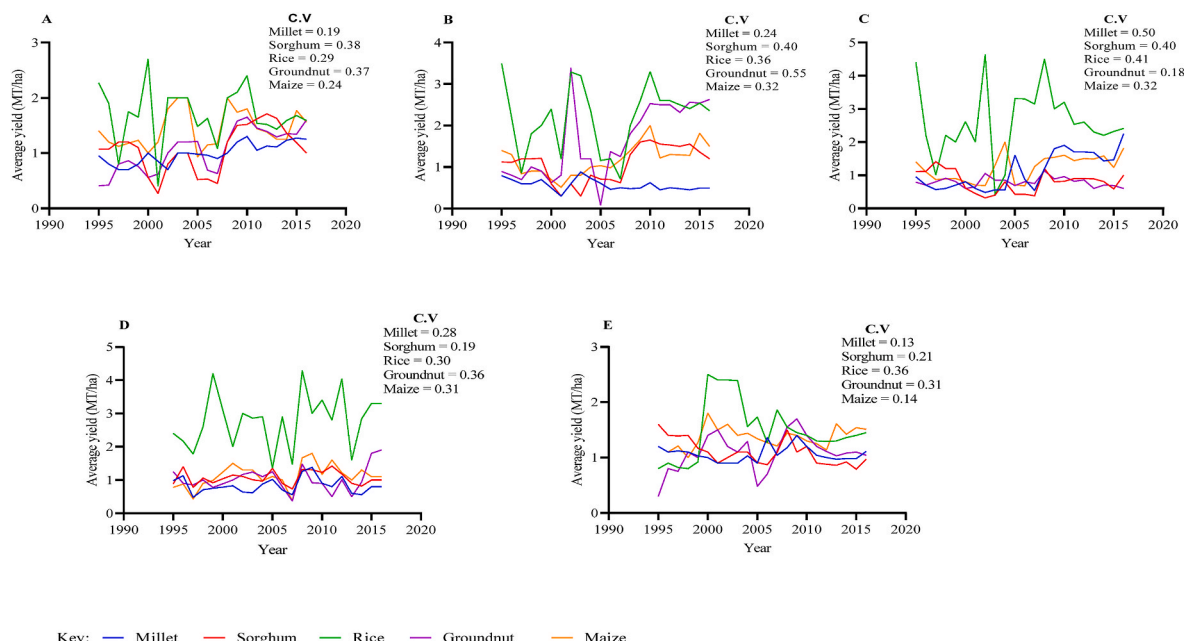 A
C.V
Millet = 0.19
Sorghum = 0.38
Rice = 0.29
Groundnut = 0.37
Maize = 0.24
Average yield (MT/ha)
3
2
1
0
1990 1995 2000 2005 2010 2015 2020
Year
B
C.V
Millet = 0.24
Sorghum = 0.40
Rice = 0.36
Groundnut = 0.55
Maize = 0.32
Average yield (MT/ha)
4
3
2
1
0
1990 1995 2000 2005 2010 2015 2020
Year
C
C.V
Millet = 0.50
Sorghum = 0.40
Rice = 0.41
Groundnut = 0.18
Maize = 0.32
Average yield (MT/ha)
5
4
3
2
1
0
1990 1995 2000 2005 2010 2015 2020
Year
D
C.V
Millet = 0.28
Sorghum = 0.19
Rice = 0.30
Groundnut = 0.36
Maize = 0.31
Average yield (MT/ha)
5
4
3
2
1
0
1990 1995 2000 2005 2010 2015 2020
Year
E
C.V
Millet = 0.13
Sorghum = 0.21
Rice = 0.36
Groundnut = 0.31
Maize = 0.14
Average yield (MT/ha)
3
2
1
0
1990 1995 2000 2005 2010 2015 2020
Year
Key: Millet Sorghum Rice Groundnut Maize